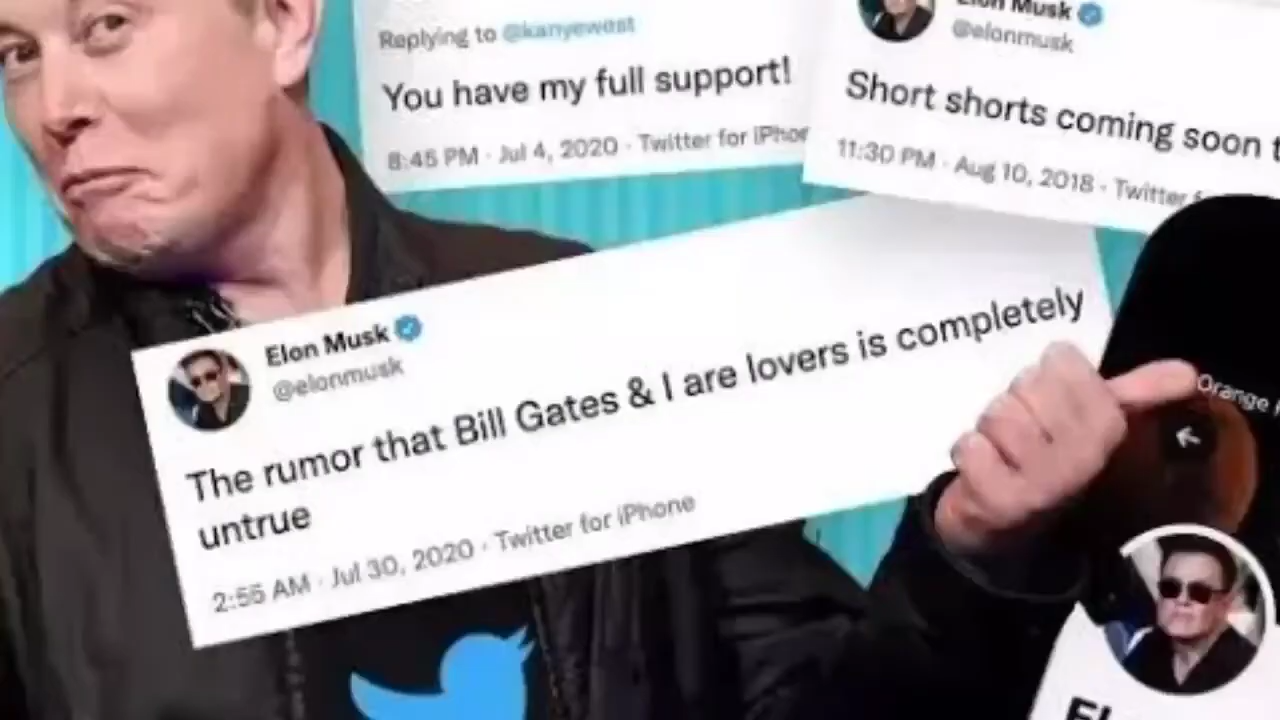 Replying to @kanyewest
You have my full support!
8:45 PM · Jul 4, 2020 · Twitter for iPhon
Elon Musk
@elonmusk
Short shorts coming soon t
11:30 PM · Aug 10, 2018 · Twitter f
Elon Musk
@elonmusk
The rumor that Bill Gates & I are lovers is completely
untrue
2:55 AM · Jul 30, 2020 · Twitter for iPhone
Orange
El